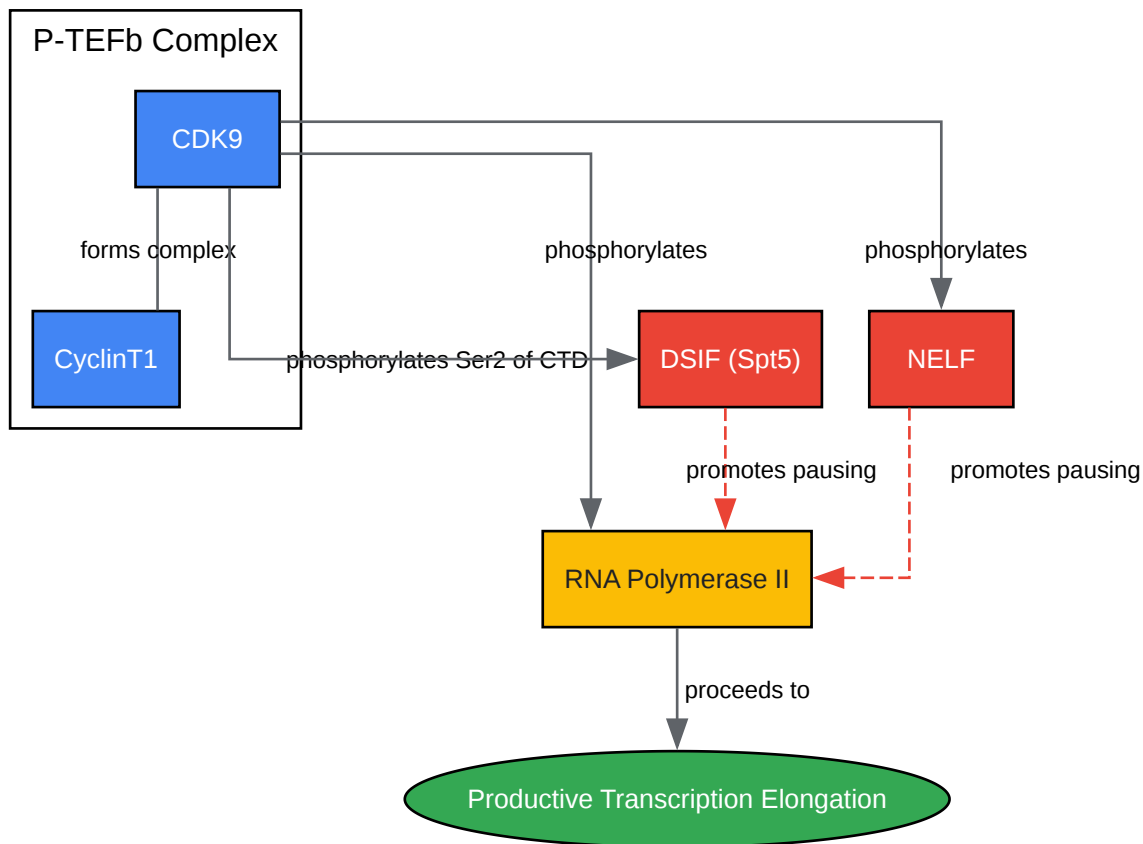 P-TEFb Complex
CDK9
forms complex
phosphorylates
phosphorylates
CyclinT1
phosphorylates Ser2 of CTD
DSIF (Spt5)
NELF
promotes pausing
promotes pausing
RNA Polymerase II
proceeds to
Productive Transcription Elongation